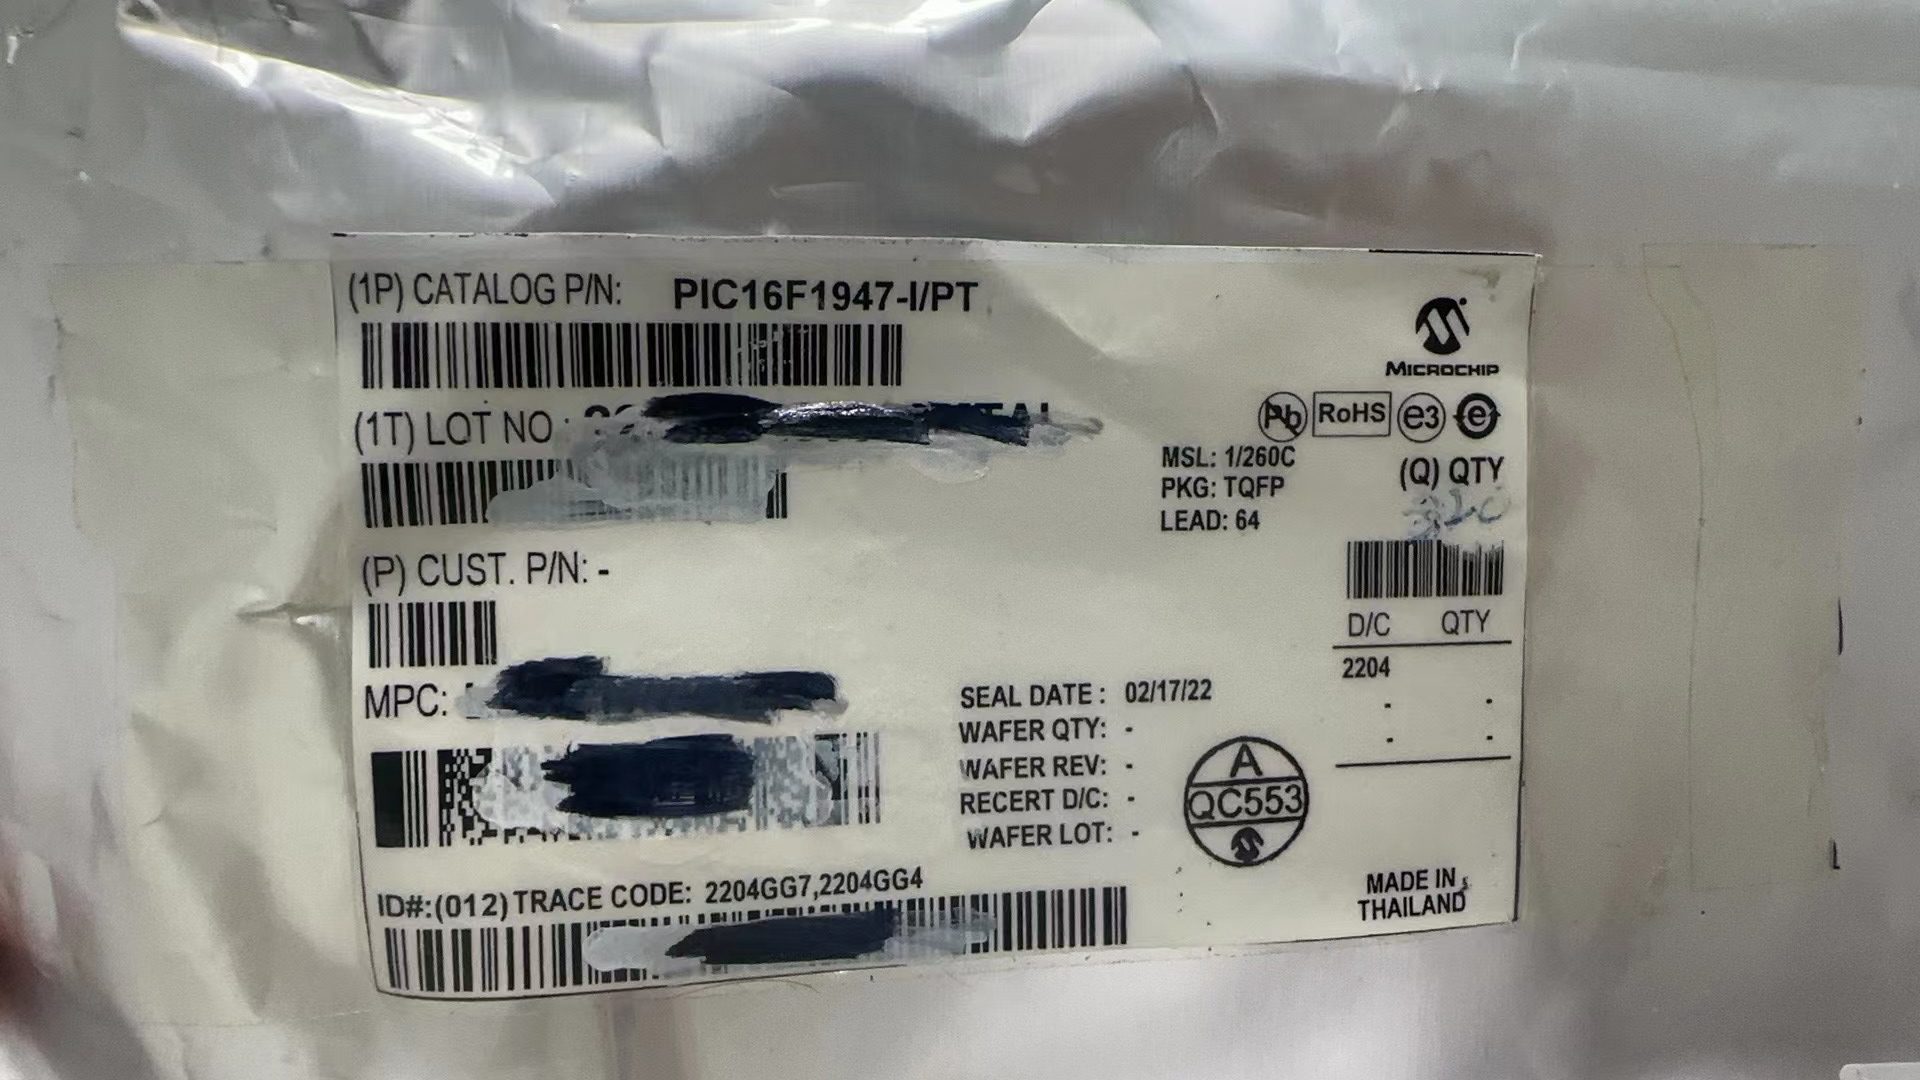 (1P) CATALOG P/N: PIC16F1947-I/PT
MICROCHIP
(1T) LOT NO :
Pb RoHS e3 e
MSL: 1/260C
PKG: TQFP
LEAD: 64
(Q) QTY
320
(P) CUST. P/N: -
D/C QTY
2204
- -
- -
MPC:
SEAL DATE : 02/17/22
WAFER QTY: -
WAFER REV: -
RECERT D/C: -
WAFER LOT: -
A
QC553
ID#:(012) TRACE CODE: 2204GG7,2204GG4
MADE IN
THAILAND